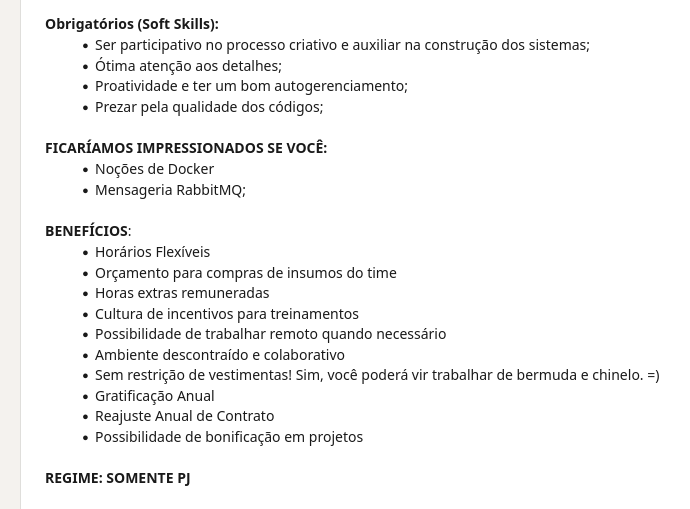 Obrigatórios (Soft Skills):
• Ser participativo no processo criativo e auxiliar na construção dos sistemas;
• Ótima atenção aos detalhes;
• Proatividade e ter um bom autogerenciamento;
• Prezar pela qualidade dos códigos;
FICARÍAMOS IMPRESSIONADOS SE VOCÊ:
• Noções de Docker
• Mensageria RabbitMQ;
BENEFÍCIOS:
• Horários Flexíveis
• Orçamento para compras de insumos do time
• Horas extras remuneradas
• Cultura de incentivos para treinamentos
• Possibilidade de trabalhar remoto quando necessário
• Ambiente descontraído e colaborativo
• Sem restrição de vestimentas! Sim, você poderá vir trabalhar de bermuda e chinelo. =)
• Gratificação Anual
• Reajuste Anual de Contrato
• Possibilidade de bonificação em projetos
REGIME: SOMENTE PJ